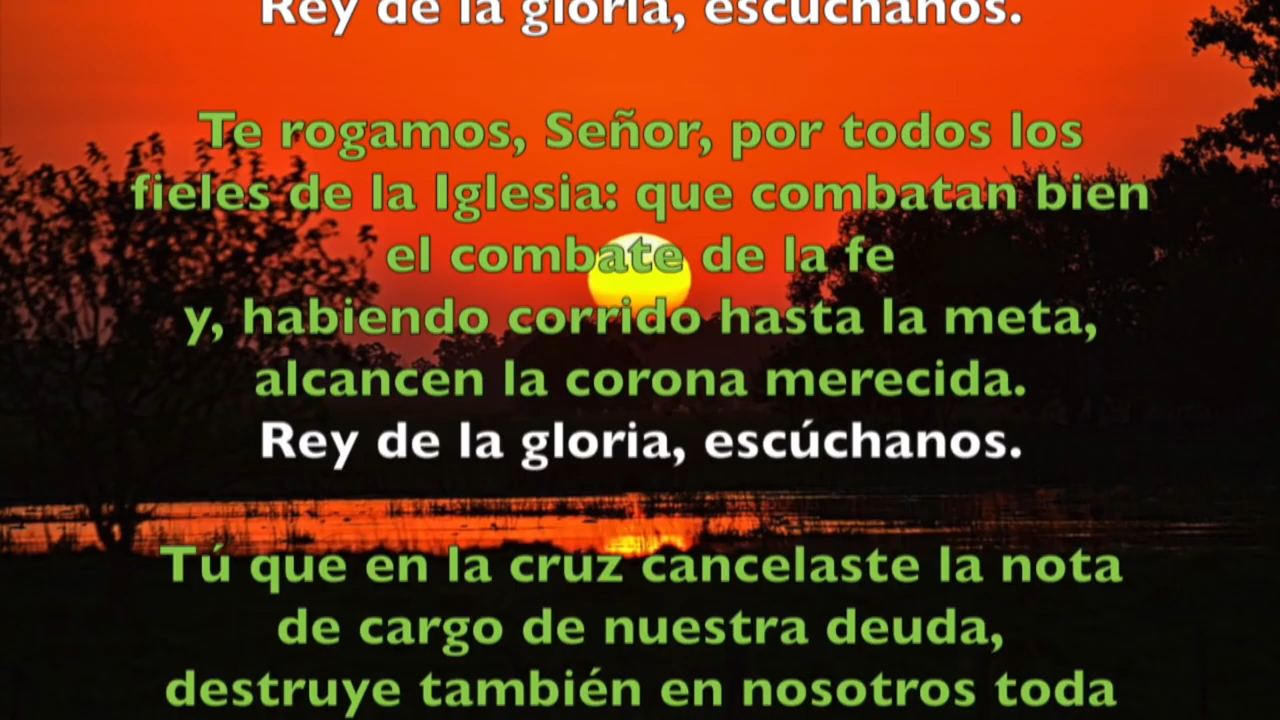 Rey de la gloria, escúchanos.
Te rogamos, Señor, por todos los
fieles de la Iglesia: que combatan bien
el combate de la fe
y, habiendo corrido hasta la meta,
alcancen la corona merecida.
Rey de la gloria, escúchanos.
Tú que en la cruz cancelaste la nota
de cargo de nuestra deuda,
destruye también en nosotros toda